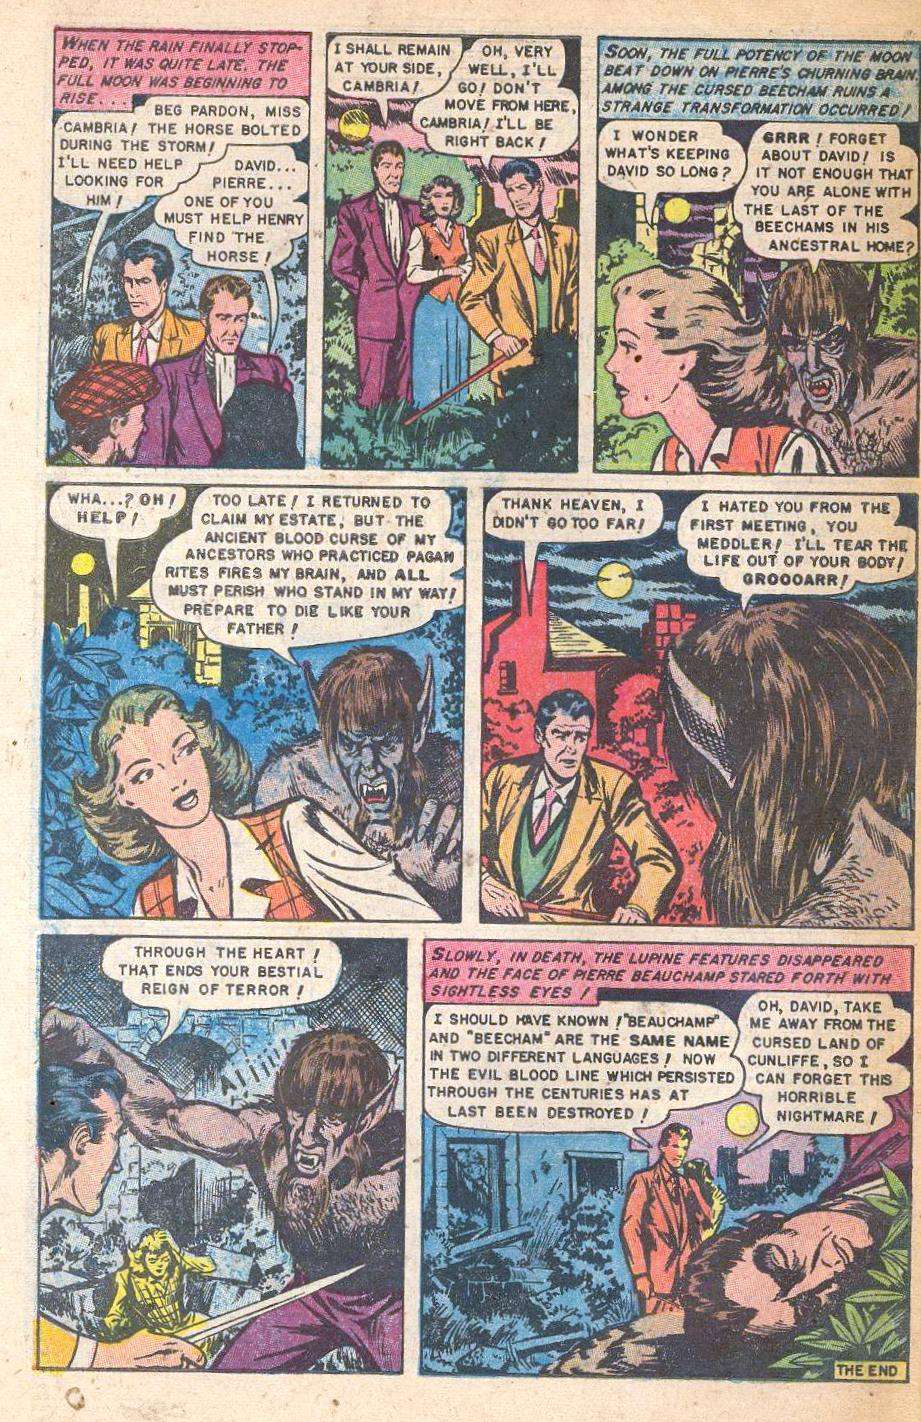 WHEN THE RAIN FINALLY STOP-
PED, IT WAS QUITE LATE. THE
FULL MOON WAS BEGINNING TO
RISE...
BEG PARDON, MISS
CAMBRIA! THE HORSE BOLTED
DURING THE STORM!
I'LL NEED HELP
LOOKING FOR
HIM!
DAVID...
PIERRE...
ONE OF YOU
MUST HELP HENRY
FIND THE
HORSE!
I SHALL REMAIN
AT YOUR SIDE,
CAMBRIA!
OH, VERY
WELL, I'LL
GO! DON'T
MOVE FROM HERE,
CAMBRIA! I'LL BE
RIGHT BACK!
SOON, THE FULL POTENCY OF THE MOON
BEAT DOWN ON PIERRE'S CHURNING BRAIN
AMONG THE CURSED BEECHAM RUINS A
STRANGE TRANSFORMATION OCCURRED!
I WONDER
WHAT'S KEEPING
DAVID SO LONG?
GRRR! FORGET
ABOUT DAVID! IS
IT NOT ENOUGH THAT
YOU ARE ALONE WITH
THE LAST OF THE
BEECHAMS IN HIS
ANCESTRAL HOME?
WHA...? OH!
HELP!
TOO LATE! I RETURNED TO
CLAIM MY ESTATE, BUT THE
ANCIENT BLOOD CURSE OF MY
ANCESTORS WHO PRACTICED PAGAN
RITES FIRES MY BRAIN, AND ALL
MUST PERISH WHO STAND IN MY WAY!
PREPARE TO DIE LIKE YOUR
FATHER!
THANK HEAVEN, I
DIDN'T GO TOO FAR!
I HATED YOU FROM THE
FIRST MEETING, YOU
MEDDLER! I'LL TEAR THE
LIFE OUT OF YOUR BODY!
GROOOARR!
THROUGH THE HEART!
THAT ENDS YOUR BESTIAL
REIGN OF TERROR!
AIIIII!
SLOWLY, IN DEATH, THE LUPINE FEATURES DISAPPEARED
AND THE FACE OF PIERRE BEAUCHAMP STARED FORTH WITH
SIGHTLESS EYES!
I SHOULD HAVE KNOWN! "BEAUCHAMP"
AND "BEECHAM" ARE THE SAME NAME
IN TWO DIFFERENT LANGUAGES! NOW
THE EVIL BLOOD LINE WHICH PERSISTED
THROUGH THE CENTURIES HAS AT
LAST BEEN DESTROYED!
OH, DAVID, TAKE
ME AWAY FROM THE
CURSED LAND OF
CUNLIFFE, SO I
CAN FORGET THIS
HORRIBLE
NIGHTMARE!
THE END